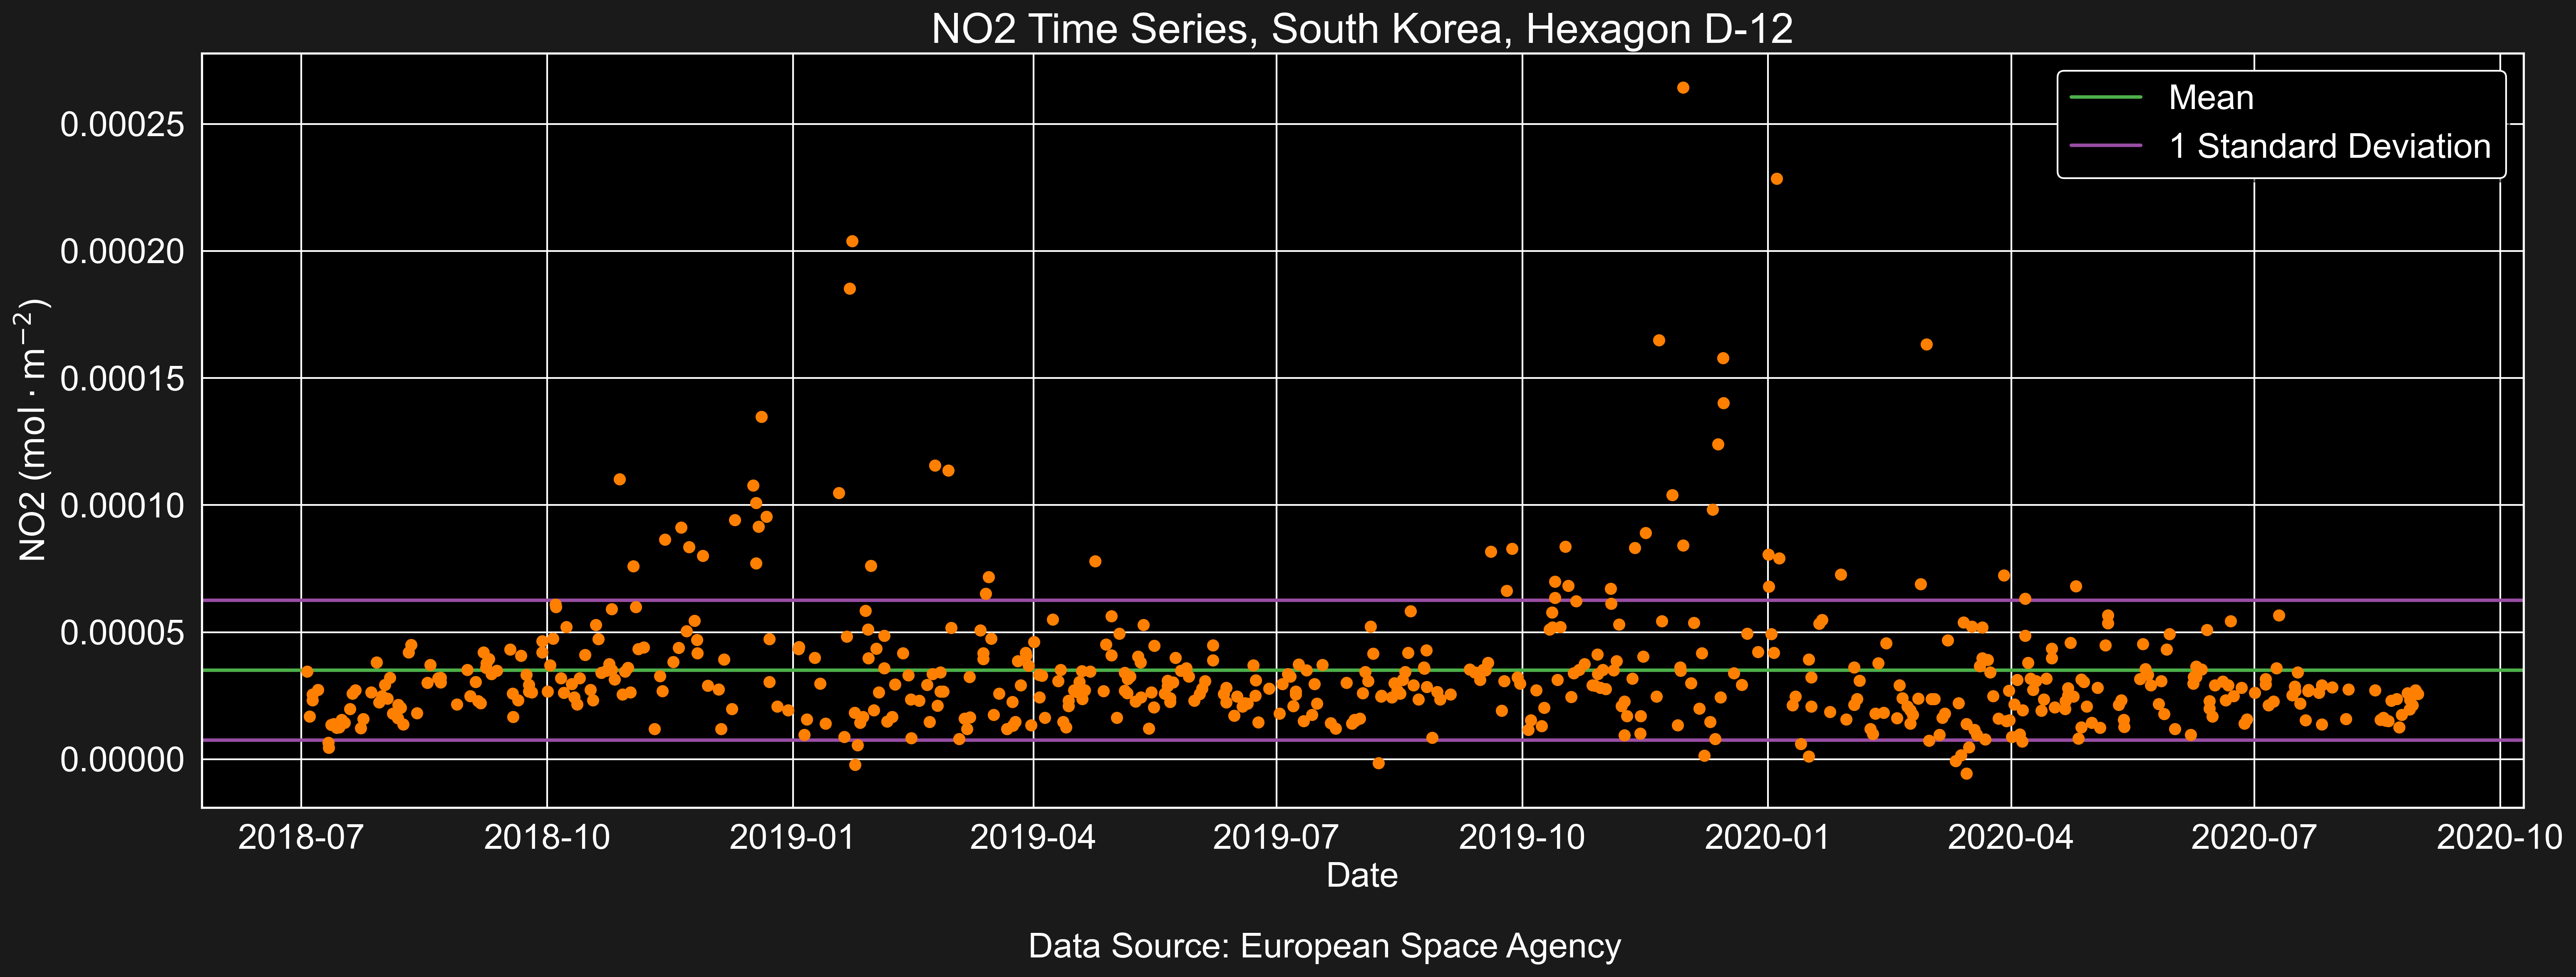 NO2 Time Series, South Korea, Hexagon D-12
Mean
1 Standard Deviation
NO2 (mol · m⁻²)
0.00025
0.00020
0.00015
0.00010
0.00005
0.00000
2018-07 2018-10 2019-01 2019-04 2019-07 2019-10 2020-01 2020-04 2020-07 2020-10
Date
Data Source: European Space Agency